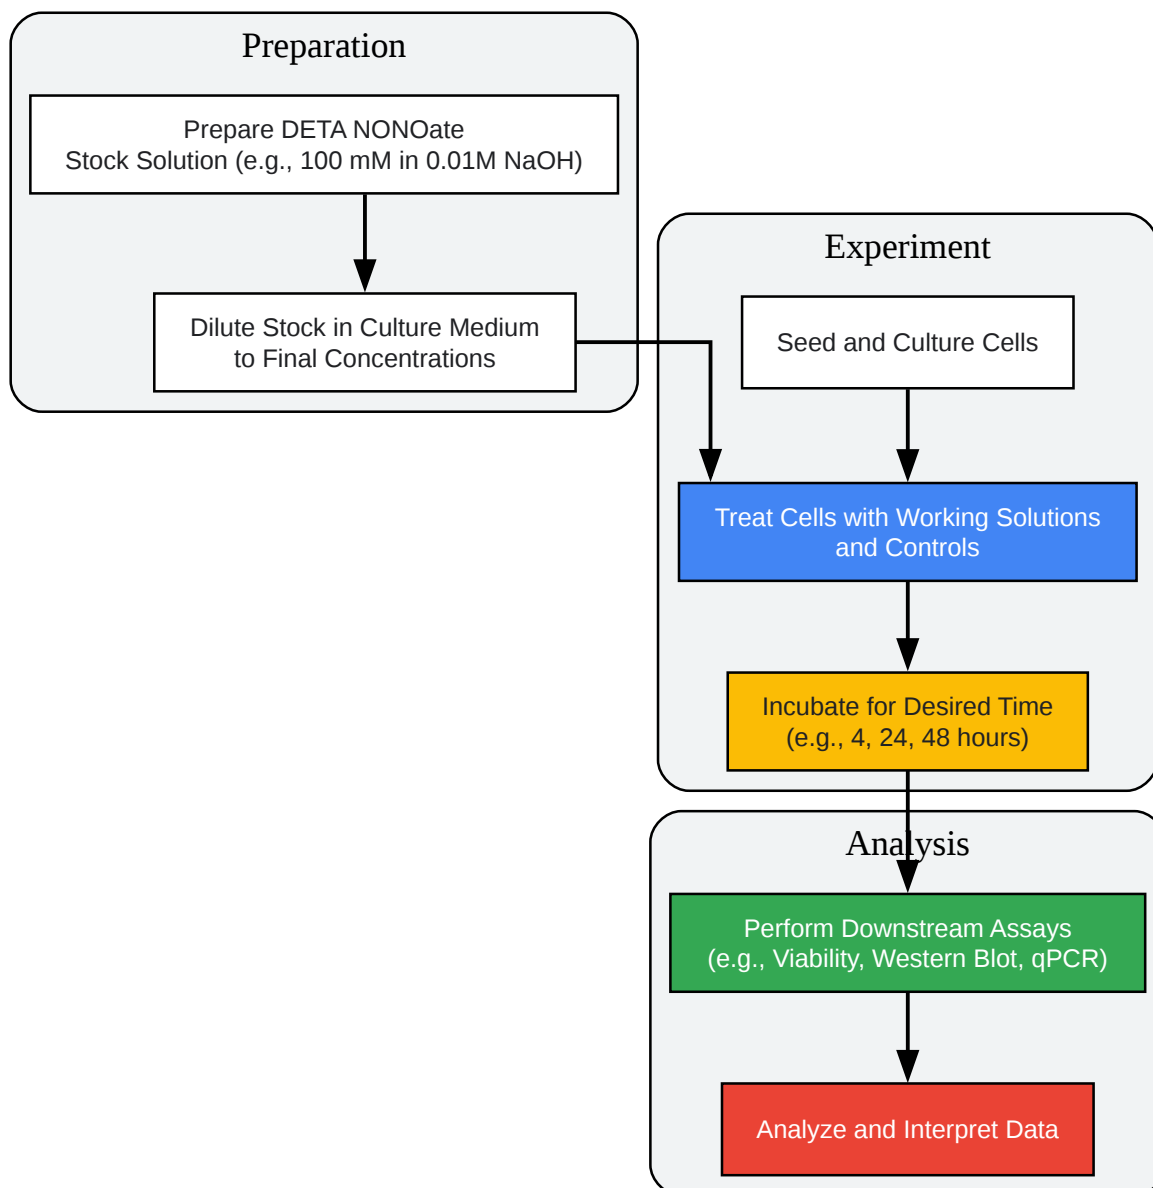 Preparation
Prepare DETA NONOate
Stock Solution (e.g., 100 mM in 0.01M NaOH)
Dilute Stock in Culture Medium
to Final Concentrations
Experiment
Seed and Culture Cells
Treat Cells with Working Solutions
and Controls
Incubate for Desired Time
(e.g., 4, 24, 48 hours)
Analysis
Perform Downstream Assays
(e.g., Viability, Western Blot, qPCR)
Analyze and Interpret Data